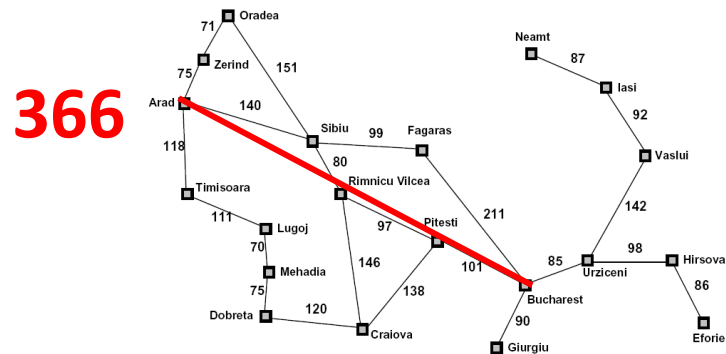 71
Oradea
Neamt
87
Zerind
75
151
Iasi
366
Arad
140
92
Sibiu
99
Fagaras
118
80
Vaslui
Rimnicu Vilcea
Timisoara
142
111
97
Pitesti
211
Lugoj
70
98
Hirsova
146
101
85
Mehadia
Urziceni
75
138
86
Bucharest
120
Dobreta
90
Craiova
Eforie
Giurgiu